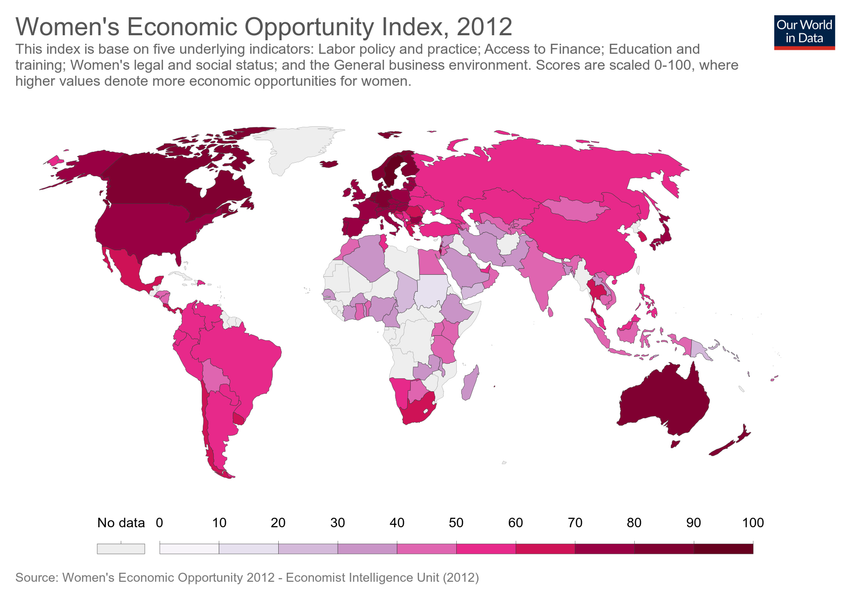 Women's Economic Opportunity Index, 2012
Our World
in Data
This index is base on five underlying indicators: Labor policy and practice; Access to Finance; Education and
training; Women's legal and social status; and the General business environment. Scores are scaled 0-100, where
higher values denote more economic opportunities for women.
No data 0 10 20 30 40 50 60 70 80 90 100
Source: Women's Economic Opportunity 2012 - Economist Intelligence Unit (2012)